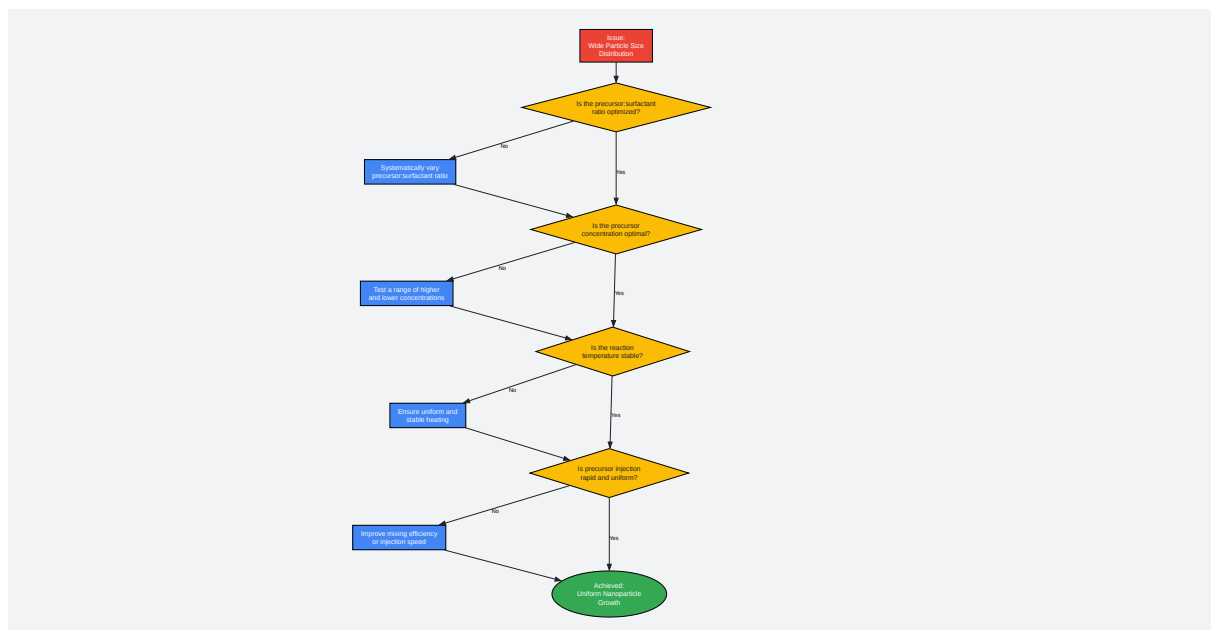 Issue:
Wide Particle Size
Distribution
Is the precursor:surfactant
ratio optimized?
No
Yes
Systematically vary
precursor:surfactant ratio
Is the precursor
concentration optimal?
No
Yes
Test a range of higher
and lower concentrations
Is the reaction
temperature stable?
No
Yes
Ensure uniform and
stable heating
Is precursor injection
rapid and uniform?
No
Yes
Improve mixing efficiency
or injection speed
Achieved:
Uniform Nanoparticle
Growth